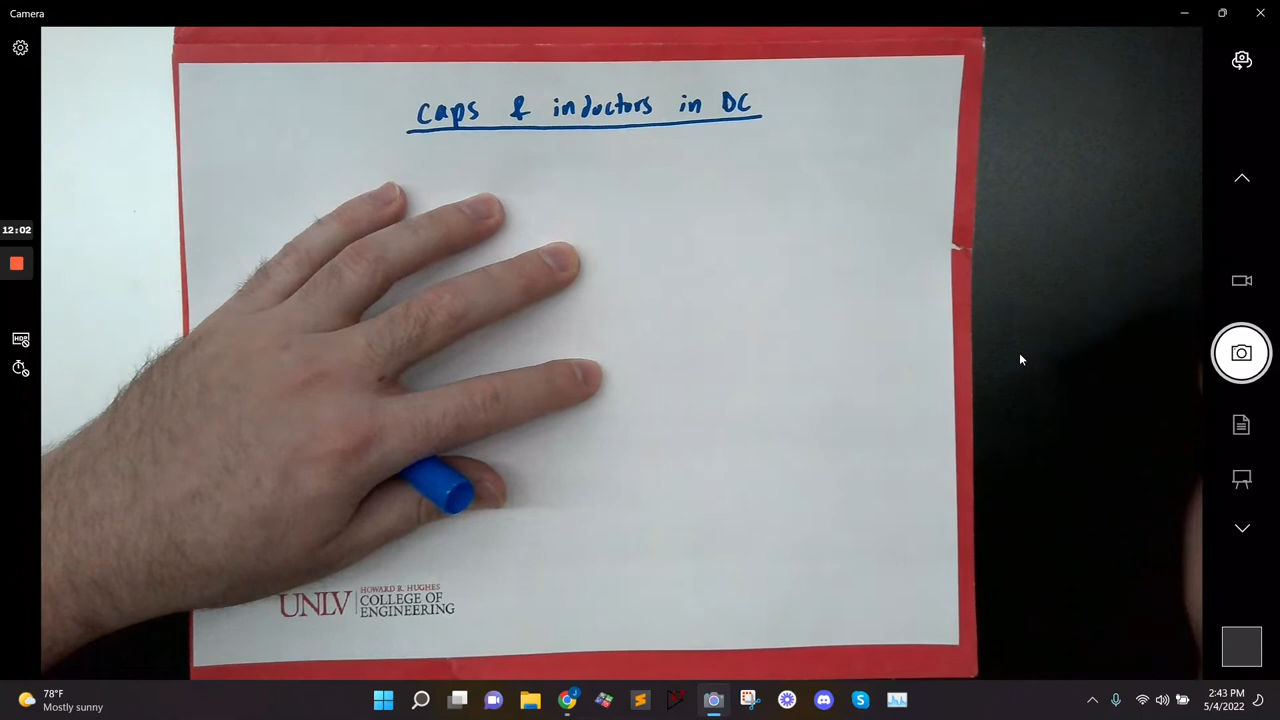 Camera
caps & inductors in DC
12:02
HDR
UNLV
HOWARD R. HUGHES
COLLEGE OF
ENGINEERING
78°F
Mostly sunny
2:43 PM
5/4/2022